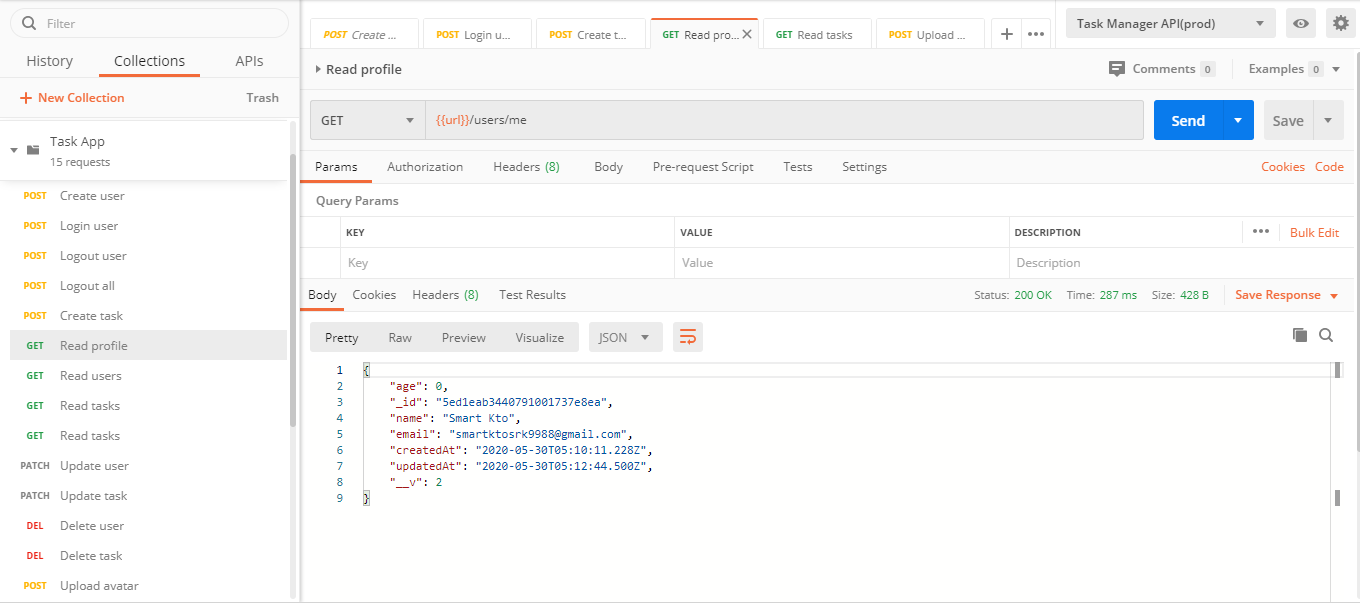 Filter
History Collections APIs
+ New Collection Trash
Task App
15 requests
POST Create user
POST Login user
POST Logout user
POST Logout all
POST Create task
GET Read profile
GET Read users
GET Read tasks
GET Read tasks
PATCH Update user
PATCH Update task
DEL Delete user
DEL Delete task
POST Upload avatar
POST Create ... POST Login u... POST Create t... GET Read pro... GET Read tasks POST Upload ... + ••• Task Manager API(prod)
Read profile Comments 0 Examples 0
GET {{url}}/users/me Send Save
Params Authorization Headers (8) Body Pre-request Script Tests Settings Cookies Code
Query Params
KEY VALUE DESCRIPTION ••• Bulk Edit
Key Value Description
Body Cookies Headers (8) Test Results Status: 200 OK Time: 287 ms Size: 428 B Save Response
Pretty Raw Preview Visualize JSON
1 {
2 "age": 0,
3 "_id": "5ed1eab3440791001737e8ea",
4 "name": "Smart Kto",
5 "email": "smartktosrk9988@gmail.com",
6 "createdAt": "2020-05-30T05:10:11.228Z",
7 "updatedAt": "2020-05-30T05:12:44.500Z",
8 "__v": 2
9 }